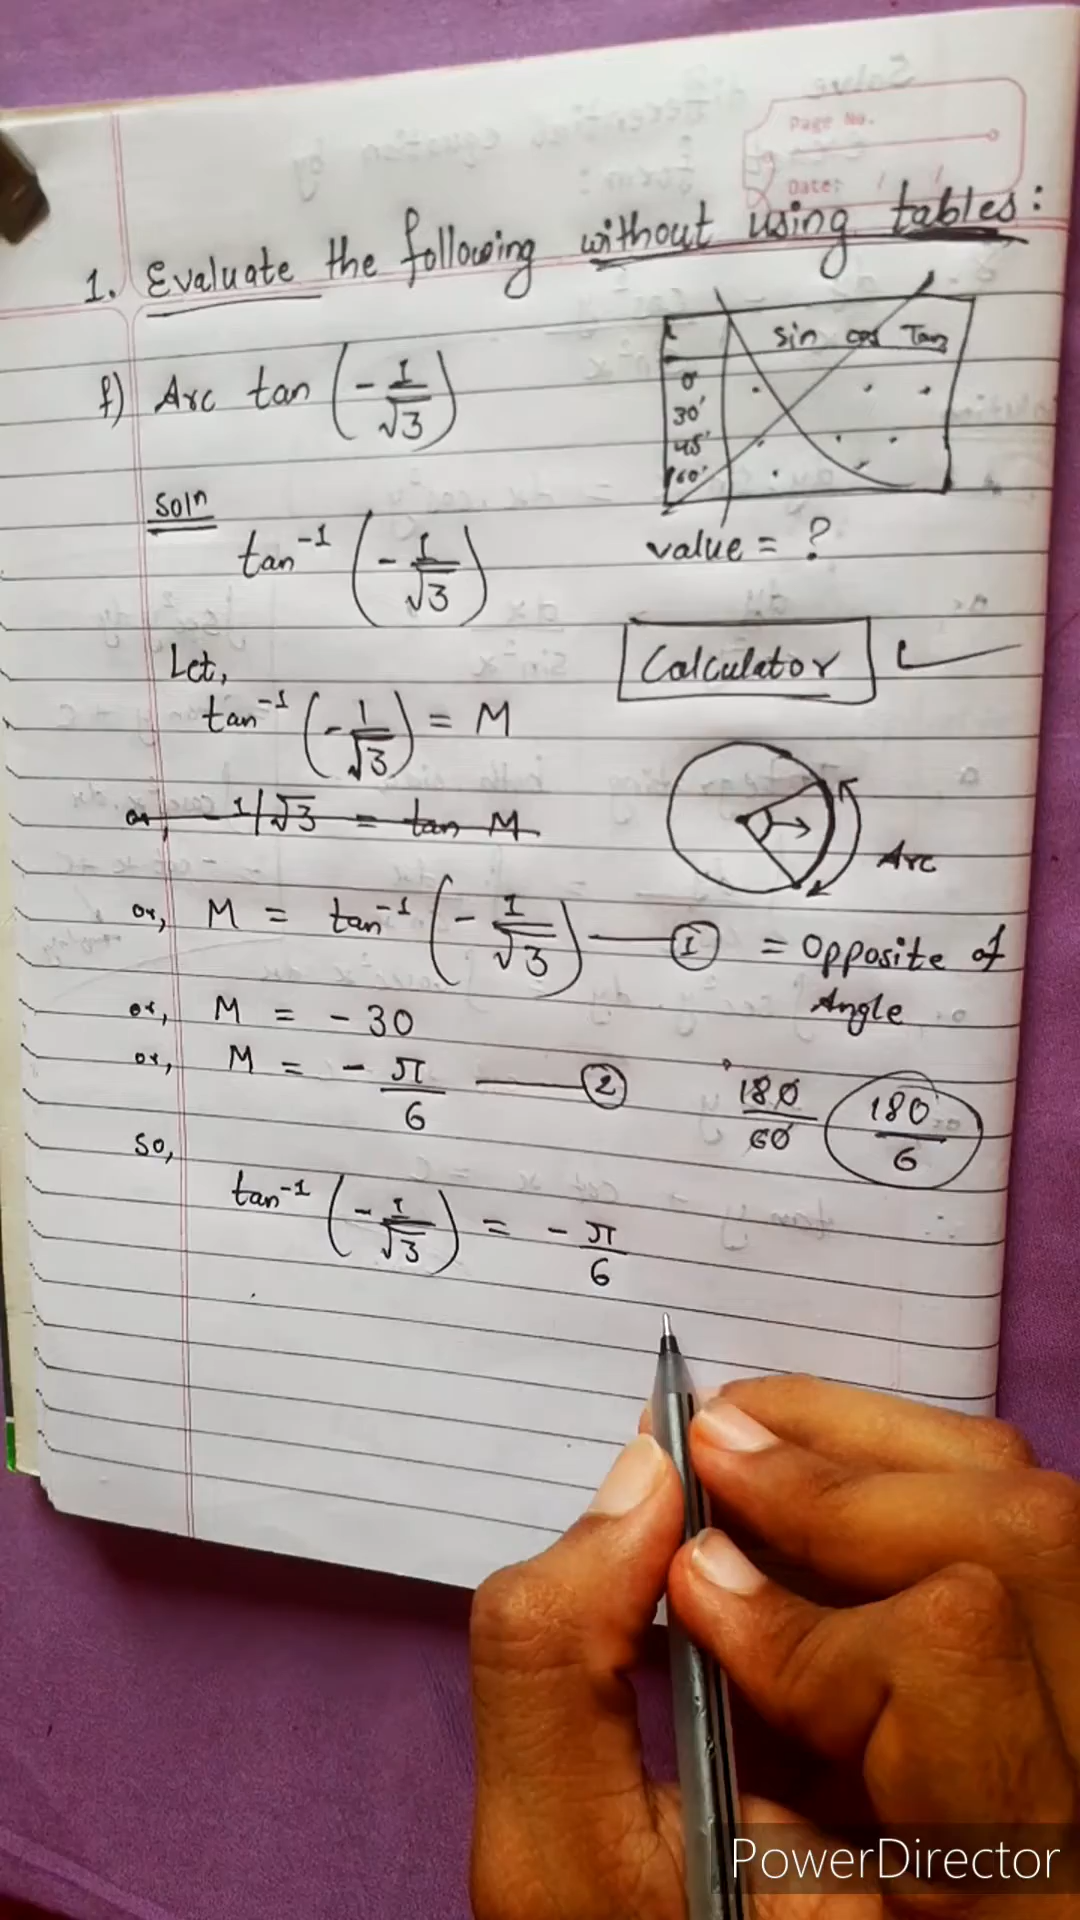 Page No.
Date: / /
1. Evaluate the following without using tables:
f) Arc tan (-1/√3)
sin cos Tan
0°
30°
45°
60°
Soln
tan⁻¹ (-1/√3)
value = ?
Let,
Calculator
tan⁻¹ (-1/√3) = M
or, -1/√3 = tan M
Arc
or, M = tan⁻¹ (-1/√3) — ① = Opposite of
Angle
or, M = -30
or, M = -π/6 — ②
180/60 180/6
So,
tan⁻¹ (-1/√3) = -π/6
PowerDirector